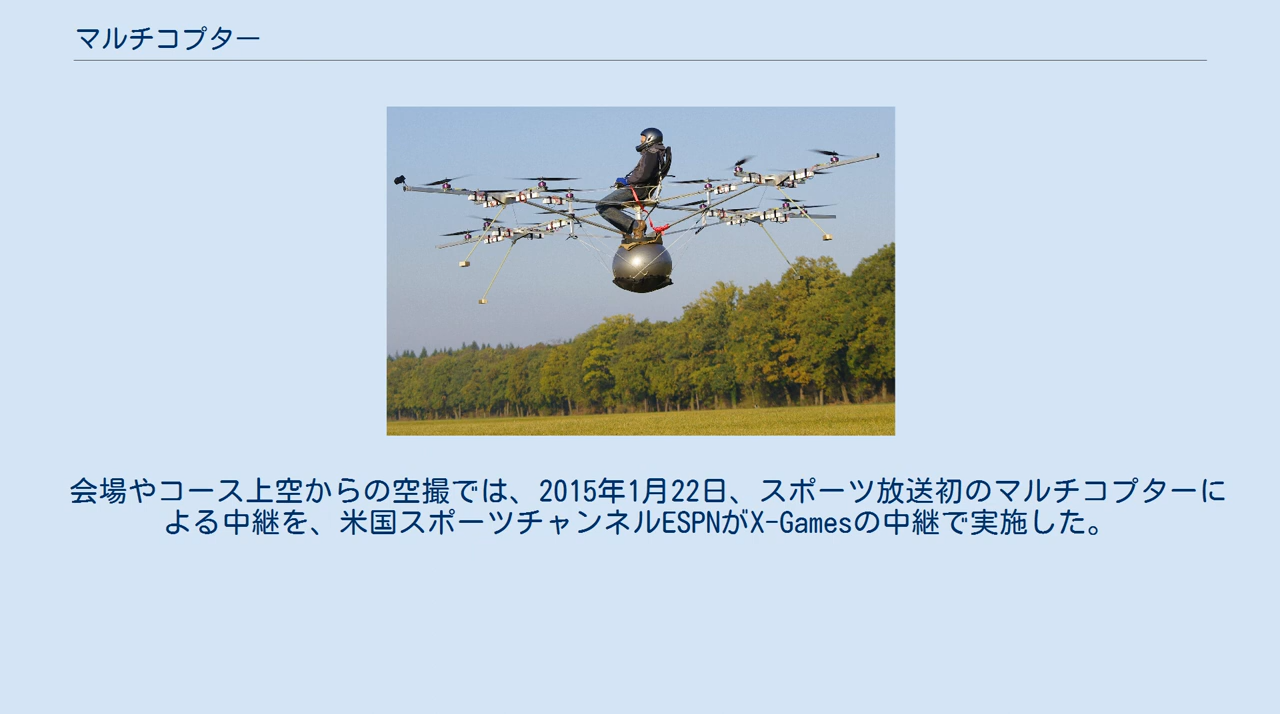 マルチコプター
会場やコース上空からの空撮では、2015年1月22日、スポーツ放送初のマルチコプターに
よる中継を、米国スポーツチャンネルESPNがX-Gamesの中継で実施した。